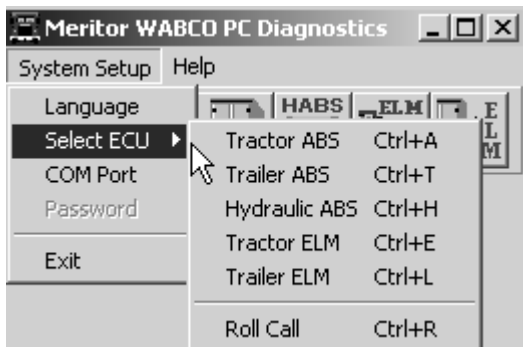 Meritor WABCO PC Diagnostics
System Setup Help
Language
HABS ELM ELM
Select ECU
Tractor ABS Ctrl+A
COM Port
Trailer ABS Ctrl+T
Password
Hydraulic ABS Ctrl+H
Tractor ELM Ctrl+E
Exit
Trailer ELM Ctrl+L
Roll Call Ctrl+R